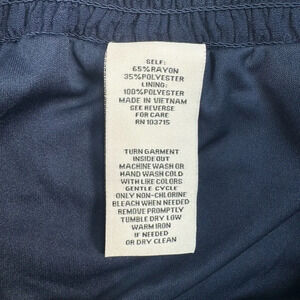 SELF:
65%RAYON
35%POLYESTER
LINING:
100%POLYESTER
MADE IN VIETNAM
SEE REVERSE
FOR CARE
RN 103715
TURN GARMENT
INSIDE OUT
MACHINE WASH OR
HAND WASH COLD
WITH LIKE COLORS
GENTLE CYCLE
ONLY NON-CHLORINE
BLEACH WHEN NEEDED
REMOVE PROMPTLY
TUMBLE DRY LOW
WARM IRON
IF NEEDED
OR DRY CLEAN